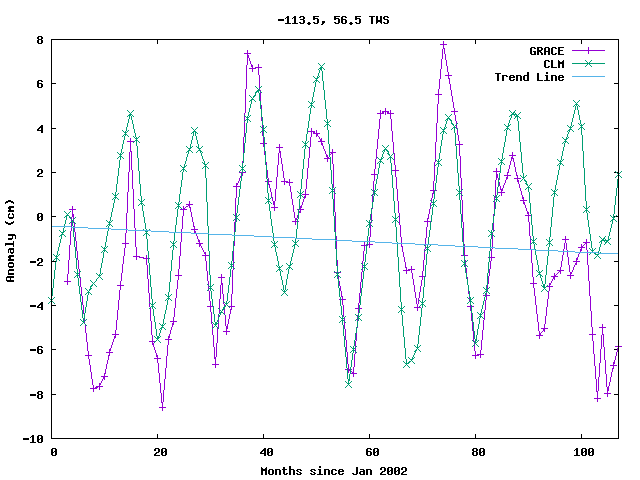 -113.5, 56.5 TWS
GRACE
CLM
Trend Line
8
6
4
2
0
-2
-4
-6
-8
-10
Anomaly (cm)
0 20 40 60 80 100
Months since Jan 2002